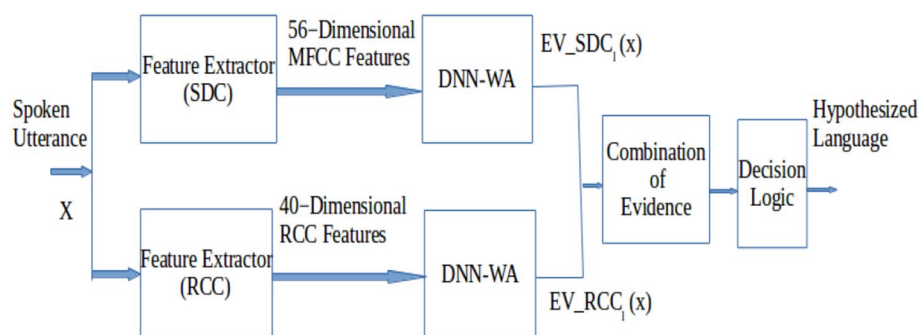 56−Dimensional
MFCC Features
EV_SDC_l (x)
Feature Extractor
(SDC)
DNN-WA
Spoken
Utterance
X
Combination
of
Evidence
Decision
Logic
Hypothesized
Language
40−Dimensional
RCC Features
Feature Extractor
(RCC)
DNN-WA
EV_RCC_l (x)